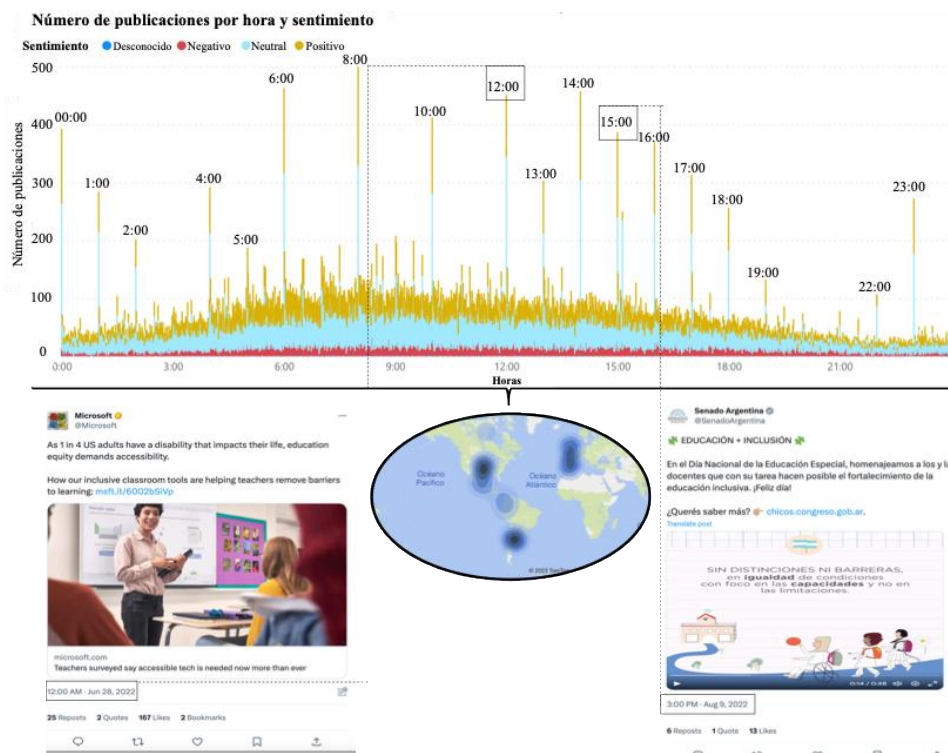 Número de publicaciones por hora y sentimiento
Sentimiento Desconocido Negativo Neutral Positivo
Número de publicaciones
500
400
300
200
100
0
00:00
1:00
2:00
4:00
5:00
6:00
8:00
10:00
12:00
13:00
14:00
15:00
16:00
17:00
18:00
19:00
22:00
23:00
0:00 3:00 6:00 9:00 12:00 15:00 18:00 21:00
Horas
Microsoft
@Microsoft
As 1 in 4 US adults have a disability that impacts their life, education
equity demands accessibility.
How our inclusive classroom tools are helping teachers remove barriers
to learning: msft.it/6002bSiVp
microsoft.com
Teachers surveyed say accessible tech is needed now more than ever
12:00 AM · Jun 28, 2022
25 Reposts 2 Quotes 167 Likes 2 Bookmarks
Océano
Pacífico
Océano
Atlántico
© 2023 TomTom
Senado Argentina
@SenadoArgentina
EDUCACIÓN + INCLUSIÓN
En el Día Nacional de la Educación Especial, homenajeamos a los y la
docentes que con su tarea hacen posible el fortalecimiento de la
educación inclusiva. ¡Feliz día!
¿Querés saber más? chicos.congreso.gob.ar.
Translate post
SIN DISTINCIONES NI BARRERAS,
en igualdad de condiciones
con foco en las capacidades y no en
las limitaciones.
0:14 / 0:46
3:00 PM · Aug 9, 2022
6 Reposts 1 Quote 13 Likes